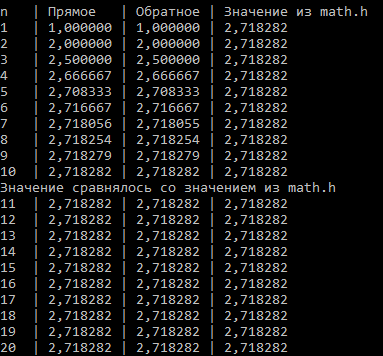 n | Прямое | Обратное | Значение из math.h
1 | 1,000000 | 1,000000 | 2,718282
2 | 2,000000 | 2,000000 | 2,718282
3 | 2,500000 | 2,500000 | 2,718282
4 | 2,666667 | 2,666667 | 2,718282
5 | 2,708333 | 2,708333 | 2,718282
6 | 2,716667 | 2,716667 | 2,718282
7 | 2,718056 | 2,718055 | 2,718282
8 | 2,718254 | 2,718254 | 2,718282
9 | 2,718279 | 2,718279 | 2,718282
10 | 2,718282 | 2,718282 | 2,718282
Значение сравнялось со значением из math.h
11 | 2,718282 | 2,718282 | 2,718282
12 | 2,718282 | 2,718282 | 2,718282
13 | 2,718282 | 2,718282 | 2,718282
14 | 2,718282 | 2,718282 | 2,718282
15 | 2,718282 | 2,718282 | 2,718282
16 | 2,718282 | 2,718282 | 2,718282
17 | 2,718282 | 2,718282 | 2,718282
18 | 2,718282 | 2,718282 | 2,718282
19 | 2,718282 | 2,718282 | 2,718282
20 | 2,718282 | 2,718282 | 2,718282